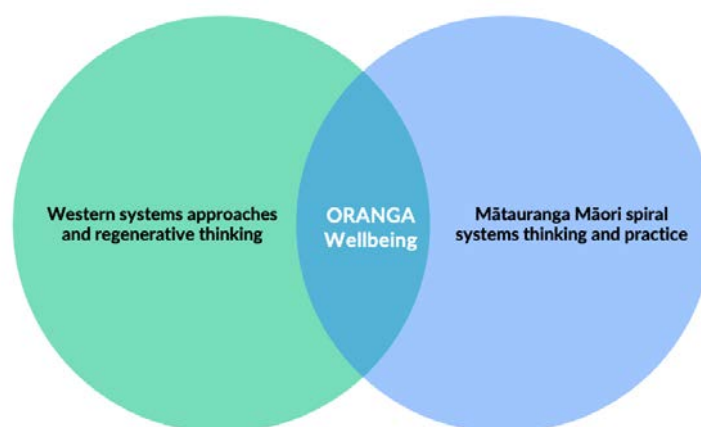 Western systems approaches
and regenerative thinking
ORANGA
Wellbeing
Mātauranga Māori spiral
systems thinking and practice